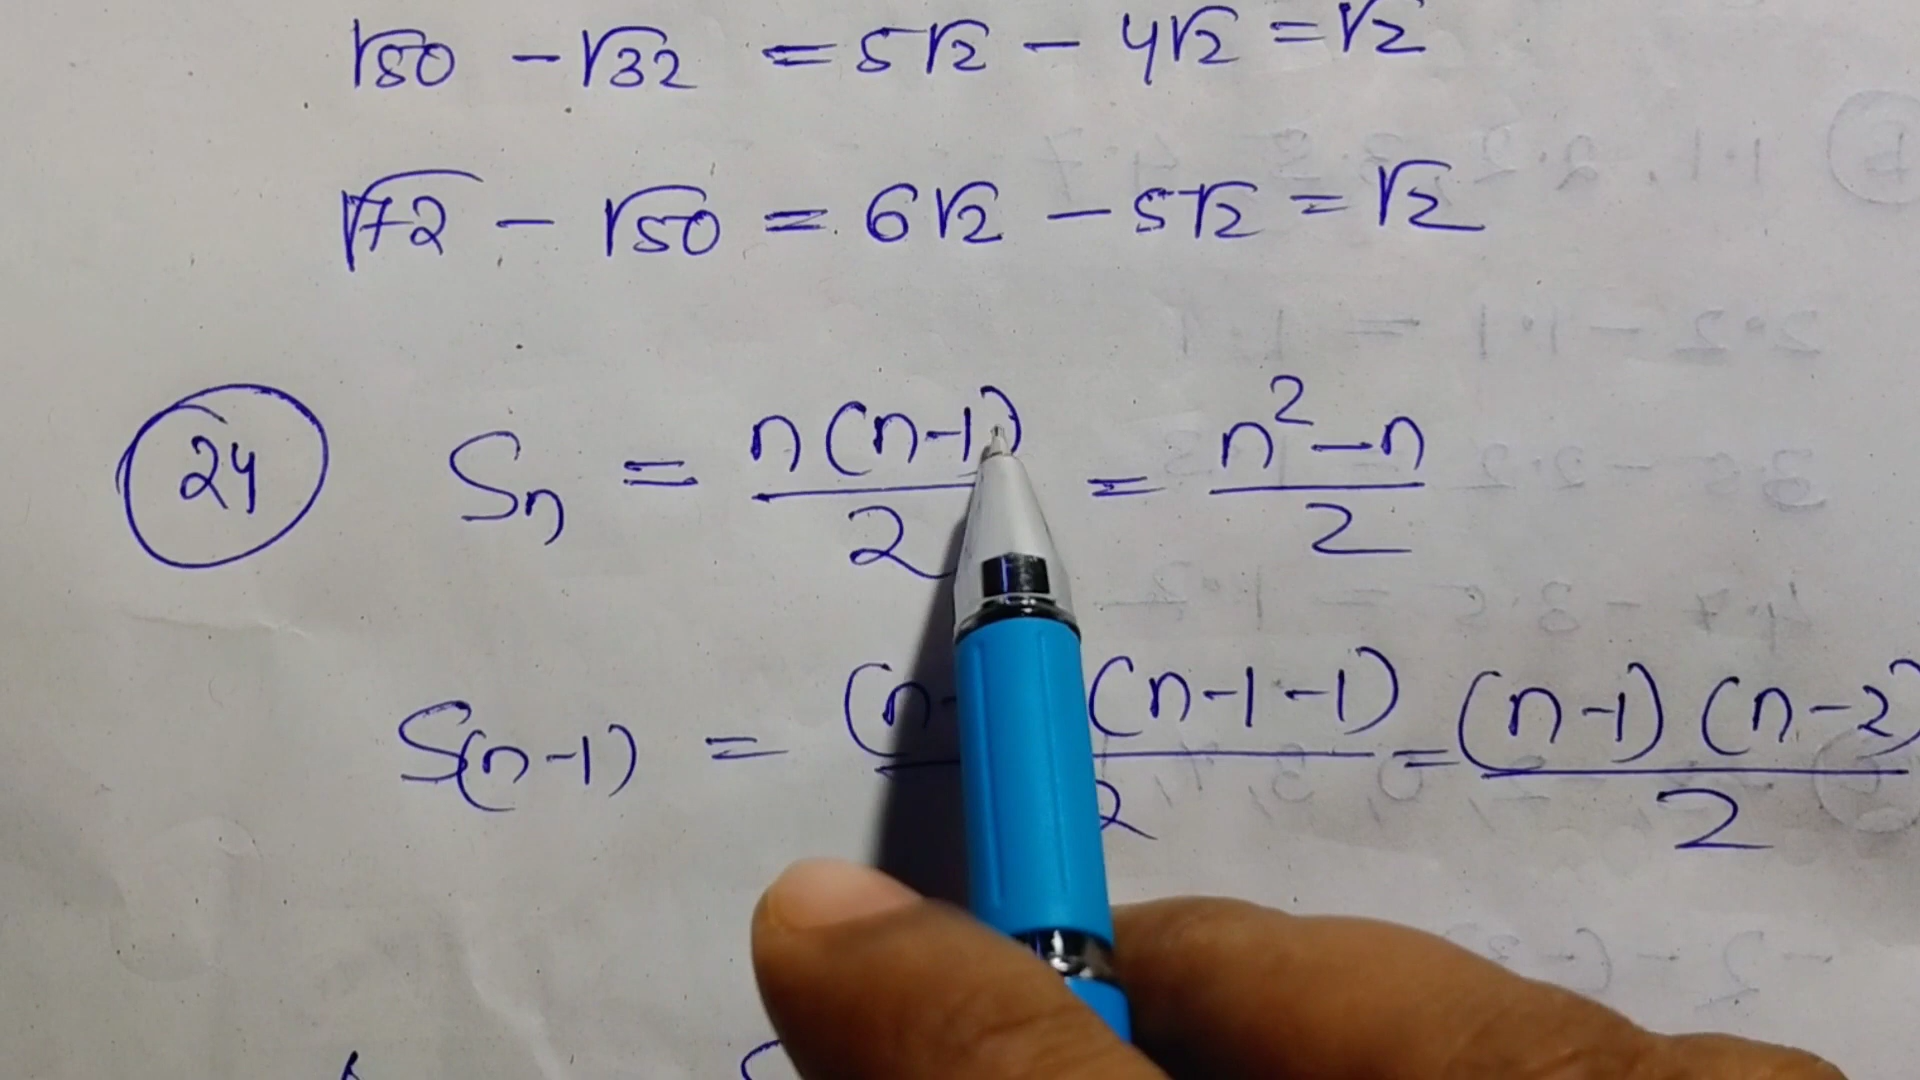 √50 - √32 = 5√2 - 4√2 = √2
√72 - √50 = 6√2 - 5√2 = √2
24 Sn = n(n-1)/2 = n²-n/2
S(n-1) = (n- (n-1-1)/2 = (n-1)(n-2)/2